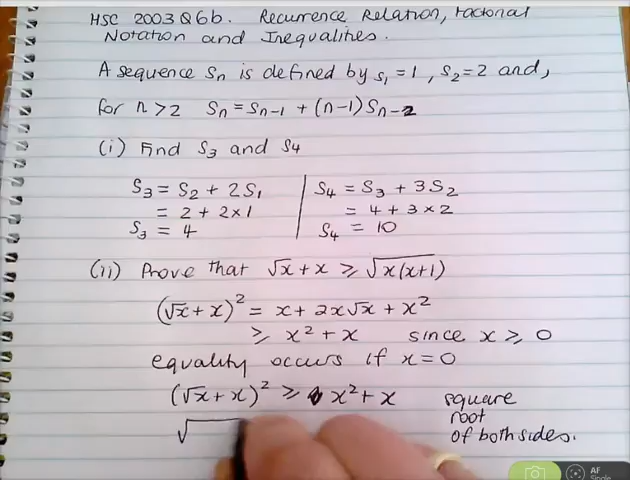 HSC 2003 Q6b. Recurrence Relation, Factorial
Notation and Inequalities.
A sequence Sn is defined by s₁ = 1, s₂ = 2 and,
for n > 2 Sn = Sn-1 + (n-1)Sn-2
(i) Find S₃ and S₄
S₃ = S₂ + 2S₁
= 2 + 2×1
S₃ = 4
S₄ = S₃ + 3S₂
= 4 + 3×2
S₄ = 10
(ii) Prove that √x + x ≥ √x(x+1)
(√x + x)² = x + 2x√x + x²
≥ x² + x since x ≥ 0
equality occurs if x = 0
(√x + x)² ≥ x² + x square
root
of both sides.
√
AF
Single